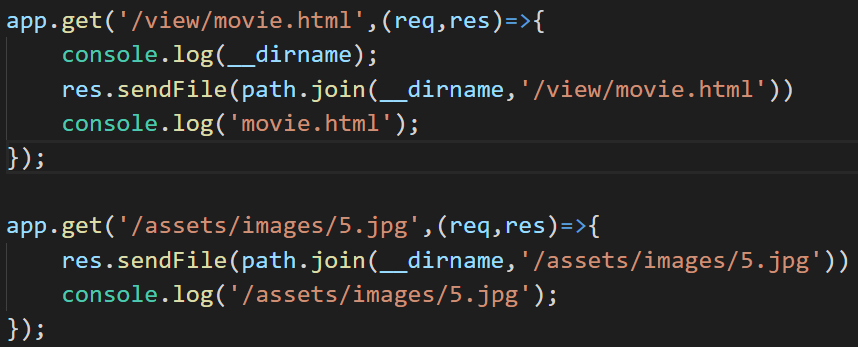 app.get('/view/movie.html',(req,res)=>{
    console.log(__dirname);
    res.sendFile(path.join(__dirname,'/view/movie.html'))
    console.log('movie.html');
});
app.get('/assets/images/5.jpg',(req,res)=>{
    res.sendFile(path.join(__dirname,'/assets/images/5.jpg'))
    console.log('/assets/images/5.jpg');
});